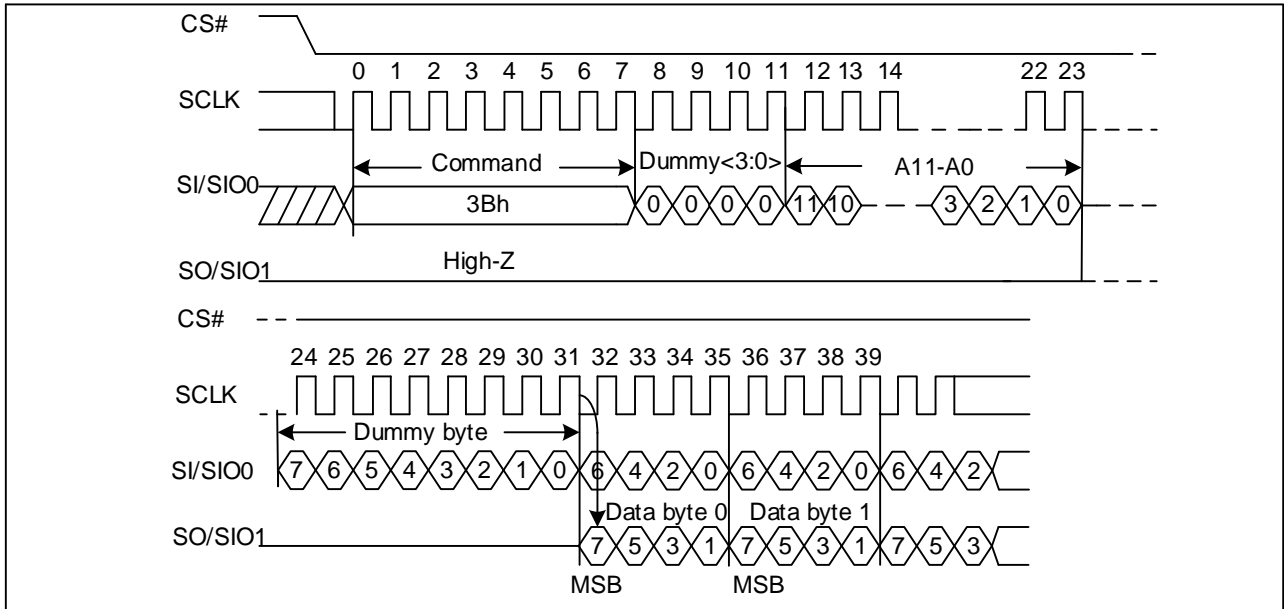 CS#
0 1 2 3 4 5 6 7 8 9 10 11 12 13 14 22 23
SCLK
Command Dummy<3:0> A11-A0
SI/SIO0 3Bh 0 0 0 0 11 10 3 2 1 0
High-Z
SO/SIO1
CS#
24 25 26 27 28 29 30 31 32 33 34 35 36 37 38 39
SCLK
Dummy byte
SI/SIO0 7 6 5 4 3 2 1 0 6 4 2 0 6 4 2 0 6 4 2
Data byte 0 Data byte 1
SO/SIO1 7 5 3 1 7 5 3 1 7 5 3
MSB MSB